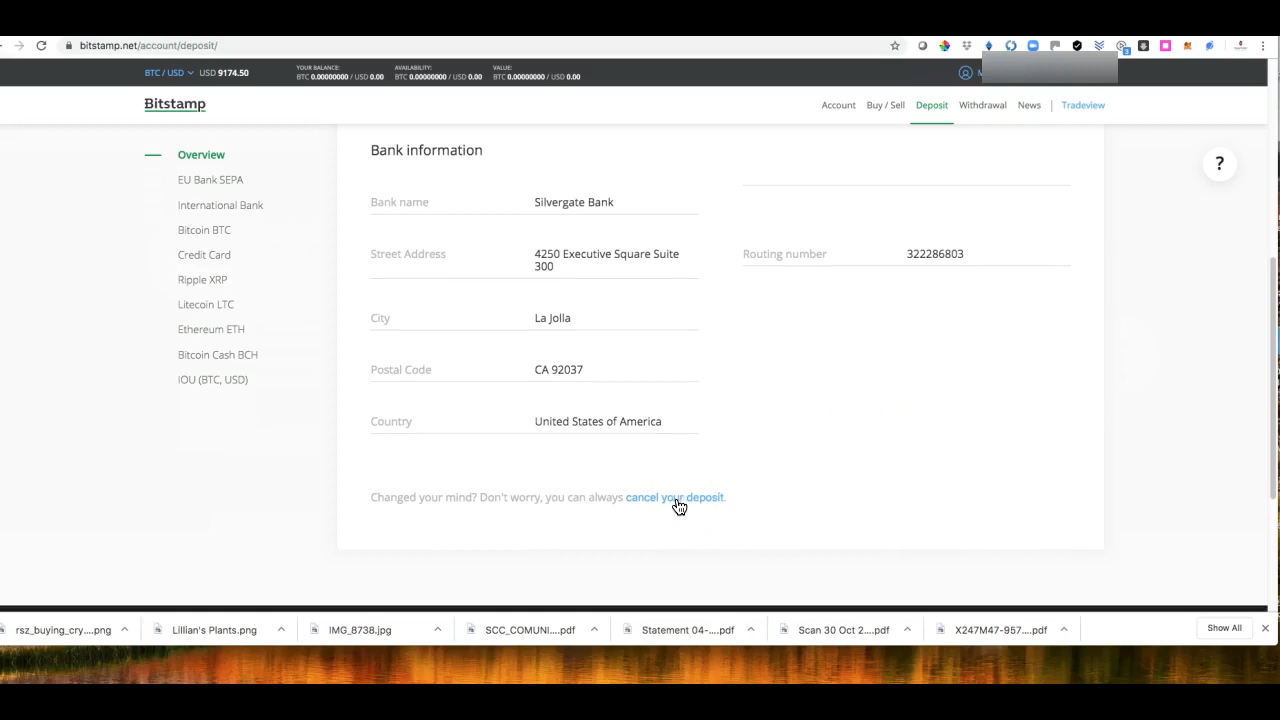 bitstamp.net/account/deposit/
BTC / USD USD 9174.50
YOUR BALANCE:
BTC 0.00000000 / USD 0.00
AVAILABILITY:
BTC 0.00000000 / USD 0.00
VALUE:
BTC 0.00000000 / USD 0.00
Bitstamp
Account Buy / Sell Deposit Withdrawal News | Tradeview
Overview
EU Bank SEPA
International Bank
Bitcoin BTC
Credit Card
Ripple XRP
Litecoin LTC
Ethereum ETH
Bitcoin Cash BCH
IOU (BTC, USD)
Bank information
Bank name Silvergate Bank
Street Address 4250 Executive Square Suite
300
City La Jolla
Postal Code CA 92037
Country United States of America
Routing number 322286803
?
Changed your mind? Don't worry, you can always cancel your deposit.
rsz_buying_cry....png Lillian's Plants.png IMG_8738.jpg SCC_COMUNI....pdf Statement 04-....pdf Scan 30 Oct 2....pdf X247M47-957....pdf Show All